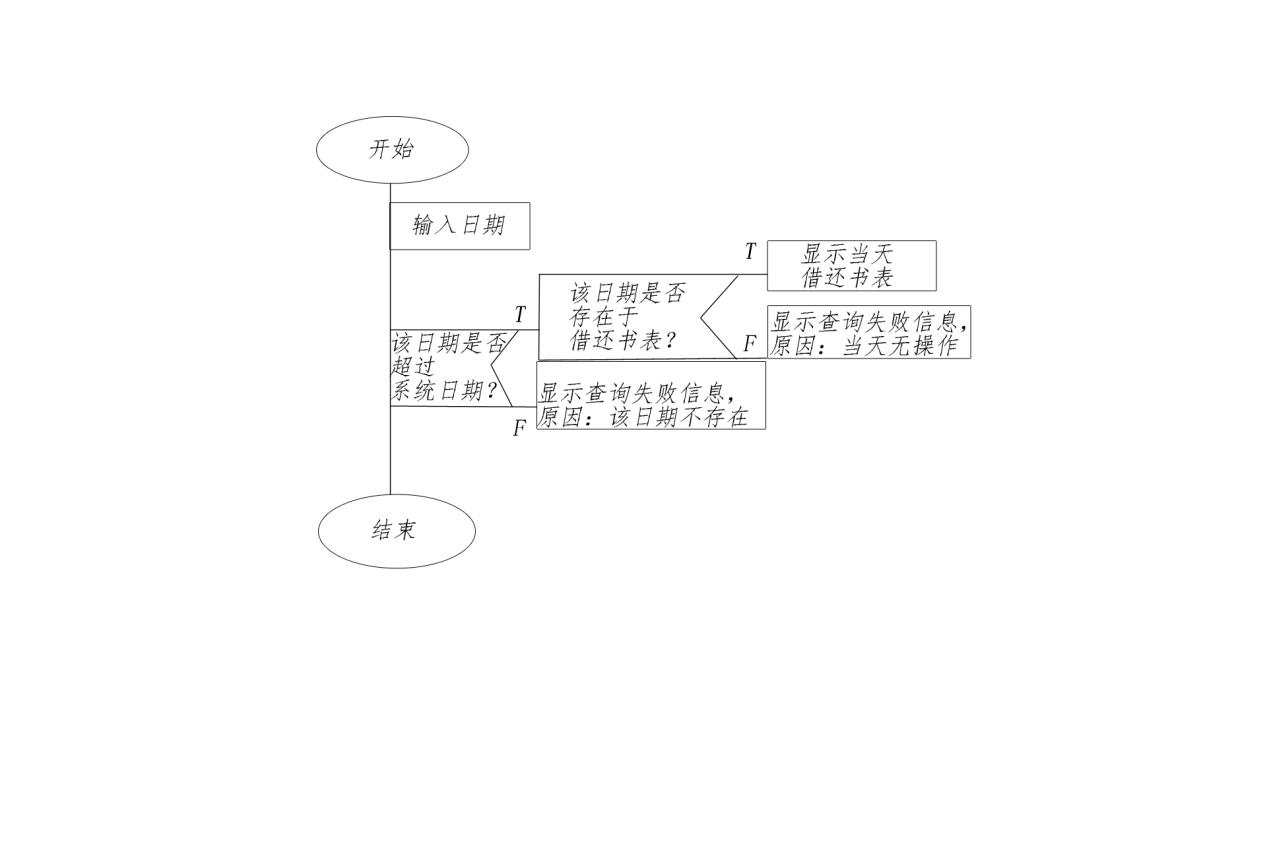 开始
输入日期
T
显示当天
借还书表
该日期是否
存在于
借还书表？
T
F
显示查询失败信息，
原因：当天无操作
该日期是否
超过
系统日期？
显示查询失败信息，
原因：该日期不存在
F
结束